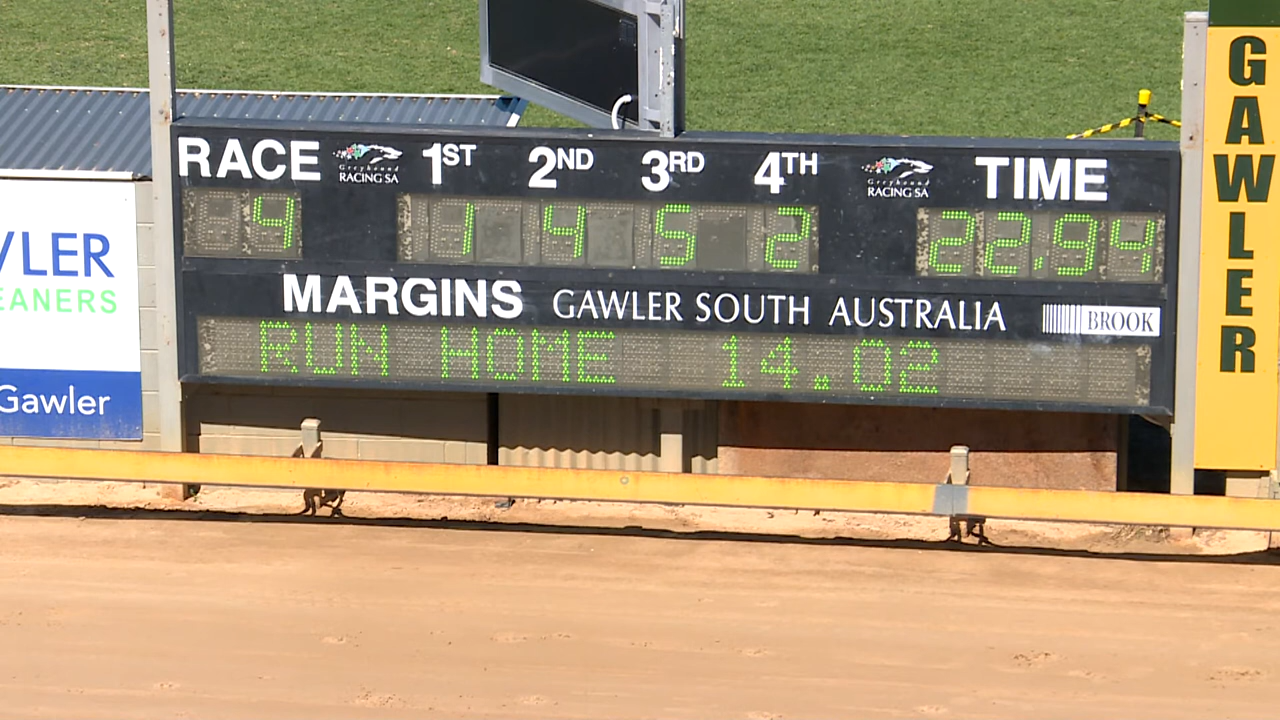 RACE Greyhound RACING SA 1ST 2ND 3RD 4TH Greyhound RACING SA TIME
4 1 4 5 2 22.94
MARGINS GAWLER SOUTH AUSTRALIA BROOK
RUN HOME 14.02
GAWLER
WLER
EANERS
Gawler